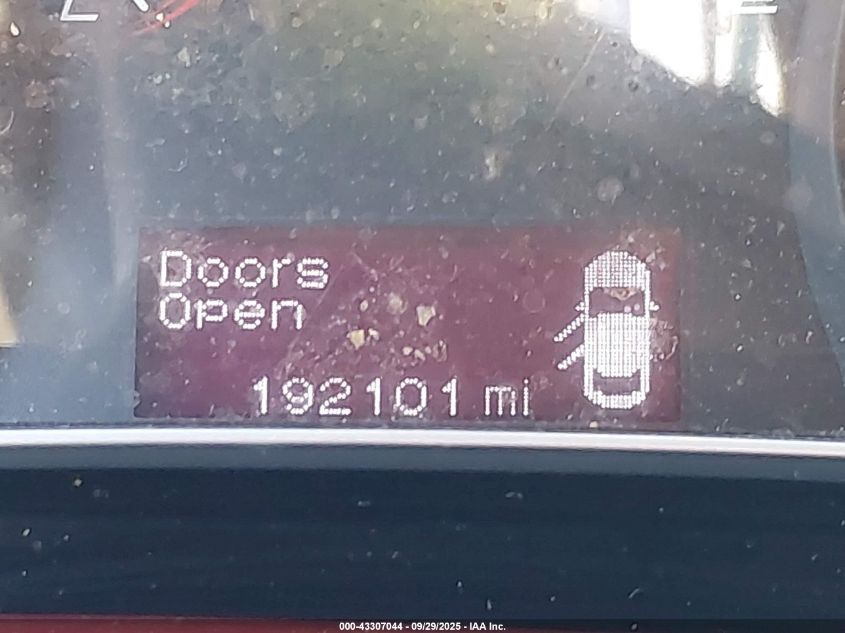 Doors
Open
192101 mi
000-43307044 - 09/29/2025 - IAA Inc.